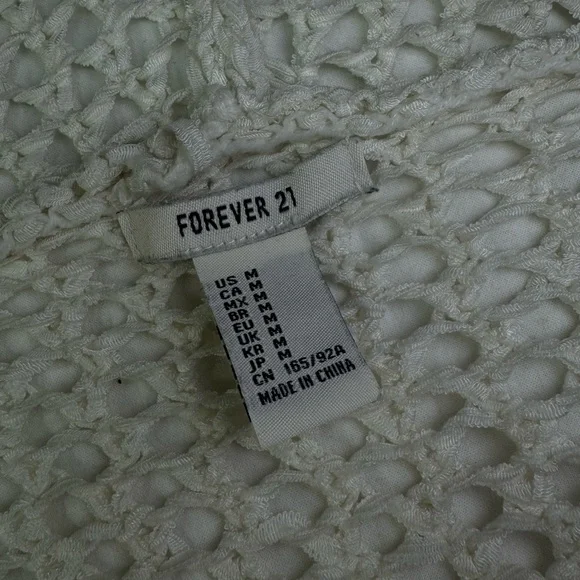 FOREVER 21
US M
CA M
MX M
BR M
EU M
UK M
KR M
JP M
CN 165/92A
MADE IN CHINA